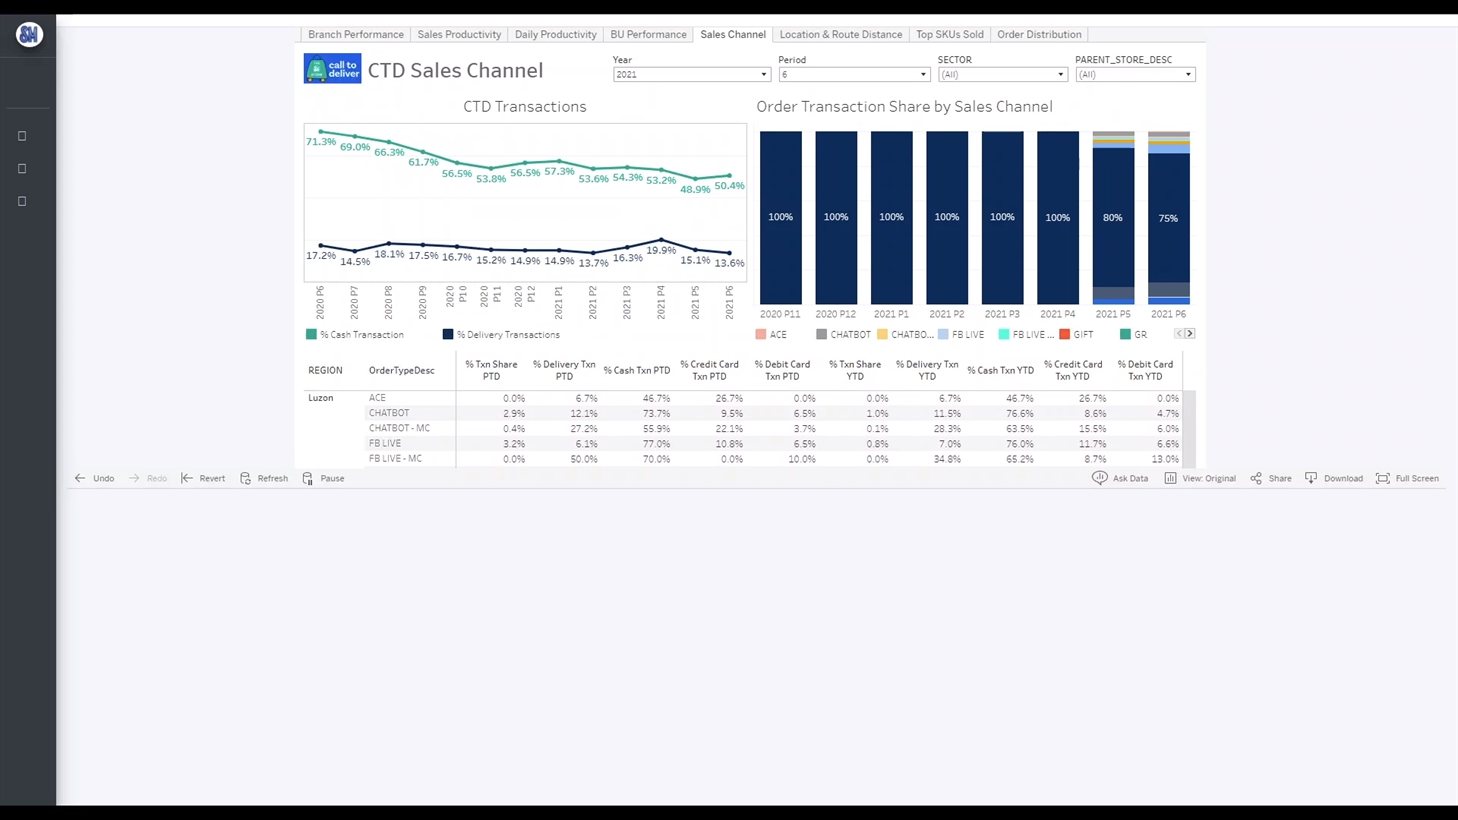 SM
Branch Performance Sales Productivity Daily Productivity BU Performance Sales Channel Location & Route Distance Top SKUs Sold Order Distribution
call to
deliver
CTD Sales Channel
Year Period SECTOR PARENT_STORE_DESC
2021 6 (All) (All)
CTD Transactions
71.3% 69.0% 66.3% 61.7% 56.5% 53.8% 56.5% 57.3% 53.6% 54.3% 53.2% 48.9% 50.4%
17.2% 14.5% 18.1% 17.5% 16.7% 15.2% 14.9% 14.9% 13.7% 16.3% 19.9% 15.1% 13.6%
2020 P6 2020 P7 2020 P8 2020 P9 2020 P10 2020 P11 2020 P12 2021 P1 2021 P2 2021 P3 2021 P4 2021 P5 2021 P6
% Cash Transaction % Delivery Transactions
Order Transaction Share by Sales Channel
100% 100% 100% 100% 100% 100% 80% 75%
2020 P11 2020 P12 2021 P1 2021 P2 2021 P3 2021 P4 2021 P5 2021 P6
ACE CHATBOT CHATBO... FB LIVE FB LIVE ... GIFT GR
REGION OrderTypeDesc % Txn Share PTD % Delivery Txn PTD % Cash Txn PTD % Credit Card Txn PTD % Debit Card Txn PTD % Txn Share YTD % Delivery Txn YTD % Cash Txn YTD % Credit Card Txn YTD % Debit Card Txn YTD
Luzon ACE 0.0% 6.7% 46.7% 26.7% 0.0% 0.0% 6.7% 46.7% 26.7% 0.0%
CHATBOT 2.9% 12.1% 73.7% 9.5% 6.5% 1.0% 11.5% 76.6% 8.6% 4.7%
CHATBOT - MC 0.4% 27.2% 55.9% 22.1% 3.7% 0.1% 28.3% 63.5% 15.5% 6.0%
FB LIVE 3.2% 6.1% 77.0% 10.8% 6.5% 0.8% 7.0% 76.0% 11.7% 6.6%
FB LIVE - MC 0.0% 50.0% 70.0% 0.0% 10.0% 0.0% 34.8% 65.2% 8.7% 13.0%
Undo Redo Revert Refresh Pause Ask Data View: Original Share Download Full Screen